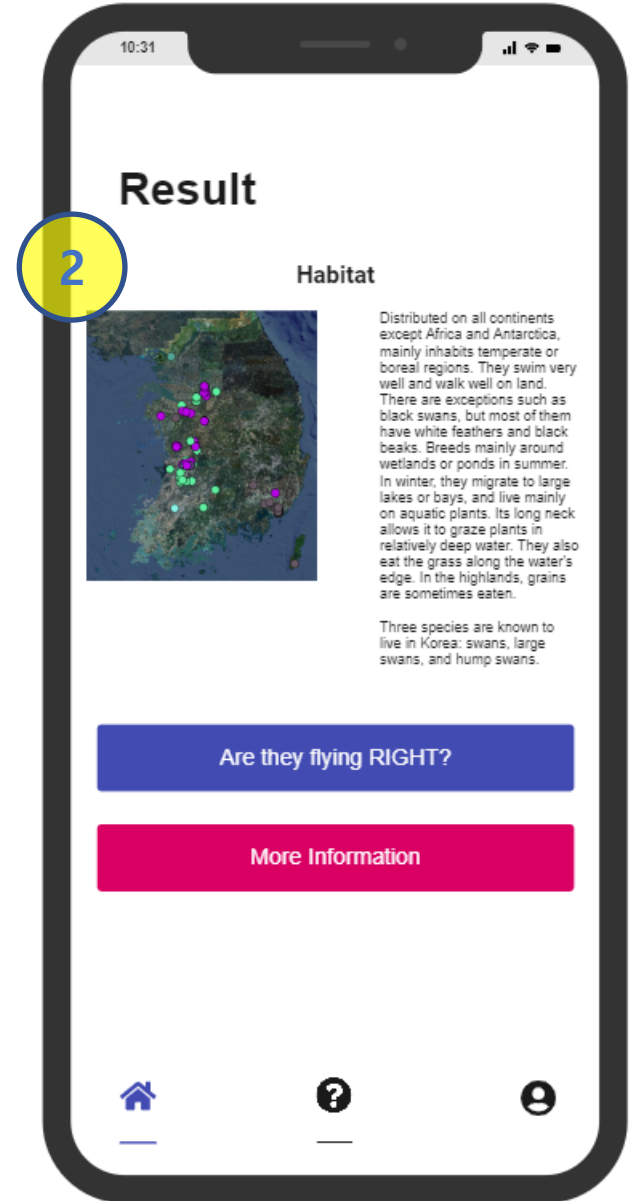 10:31
Result
2
Habitat
Distributed on all continents
except Africa and Antarctica,
mainly inhabits temperate or
boreal regions. They swim very
well and walk well on land.
There are exceptions such as
black swans, but most of them
have white feathers and black
beaks. Breeds mainly around
wetlands or ponds in summer.
In winter, they migrate to large
lakes or bays, and live mainly
on aquatic plants. Its long neck
allows it to graze plants in
relatively deep water. They also
eat the grass along the water's
edge. In the highlands, grains
are sometimes eaten.
Three species are known to
live in Korea: swans, large
swans, and hump swans.
Are they flying RIGHT?
More Information
?